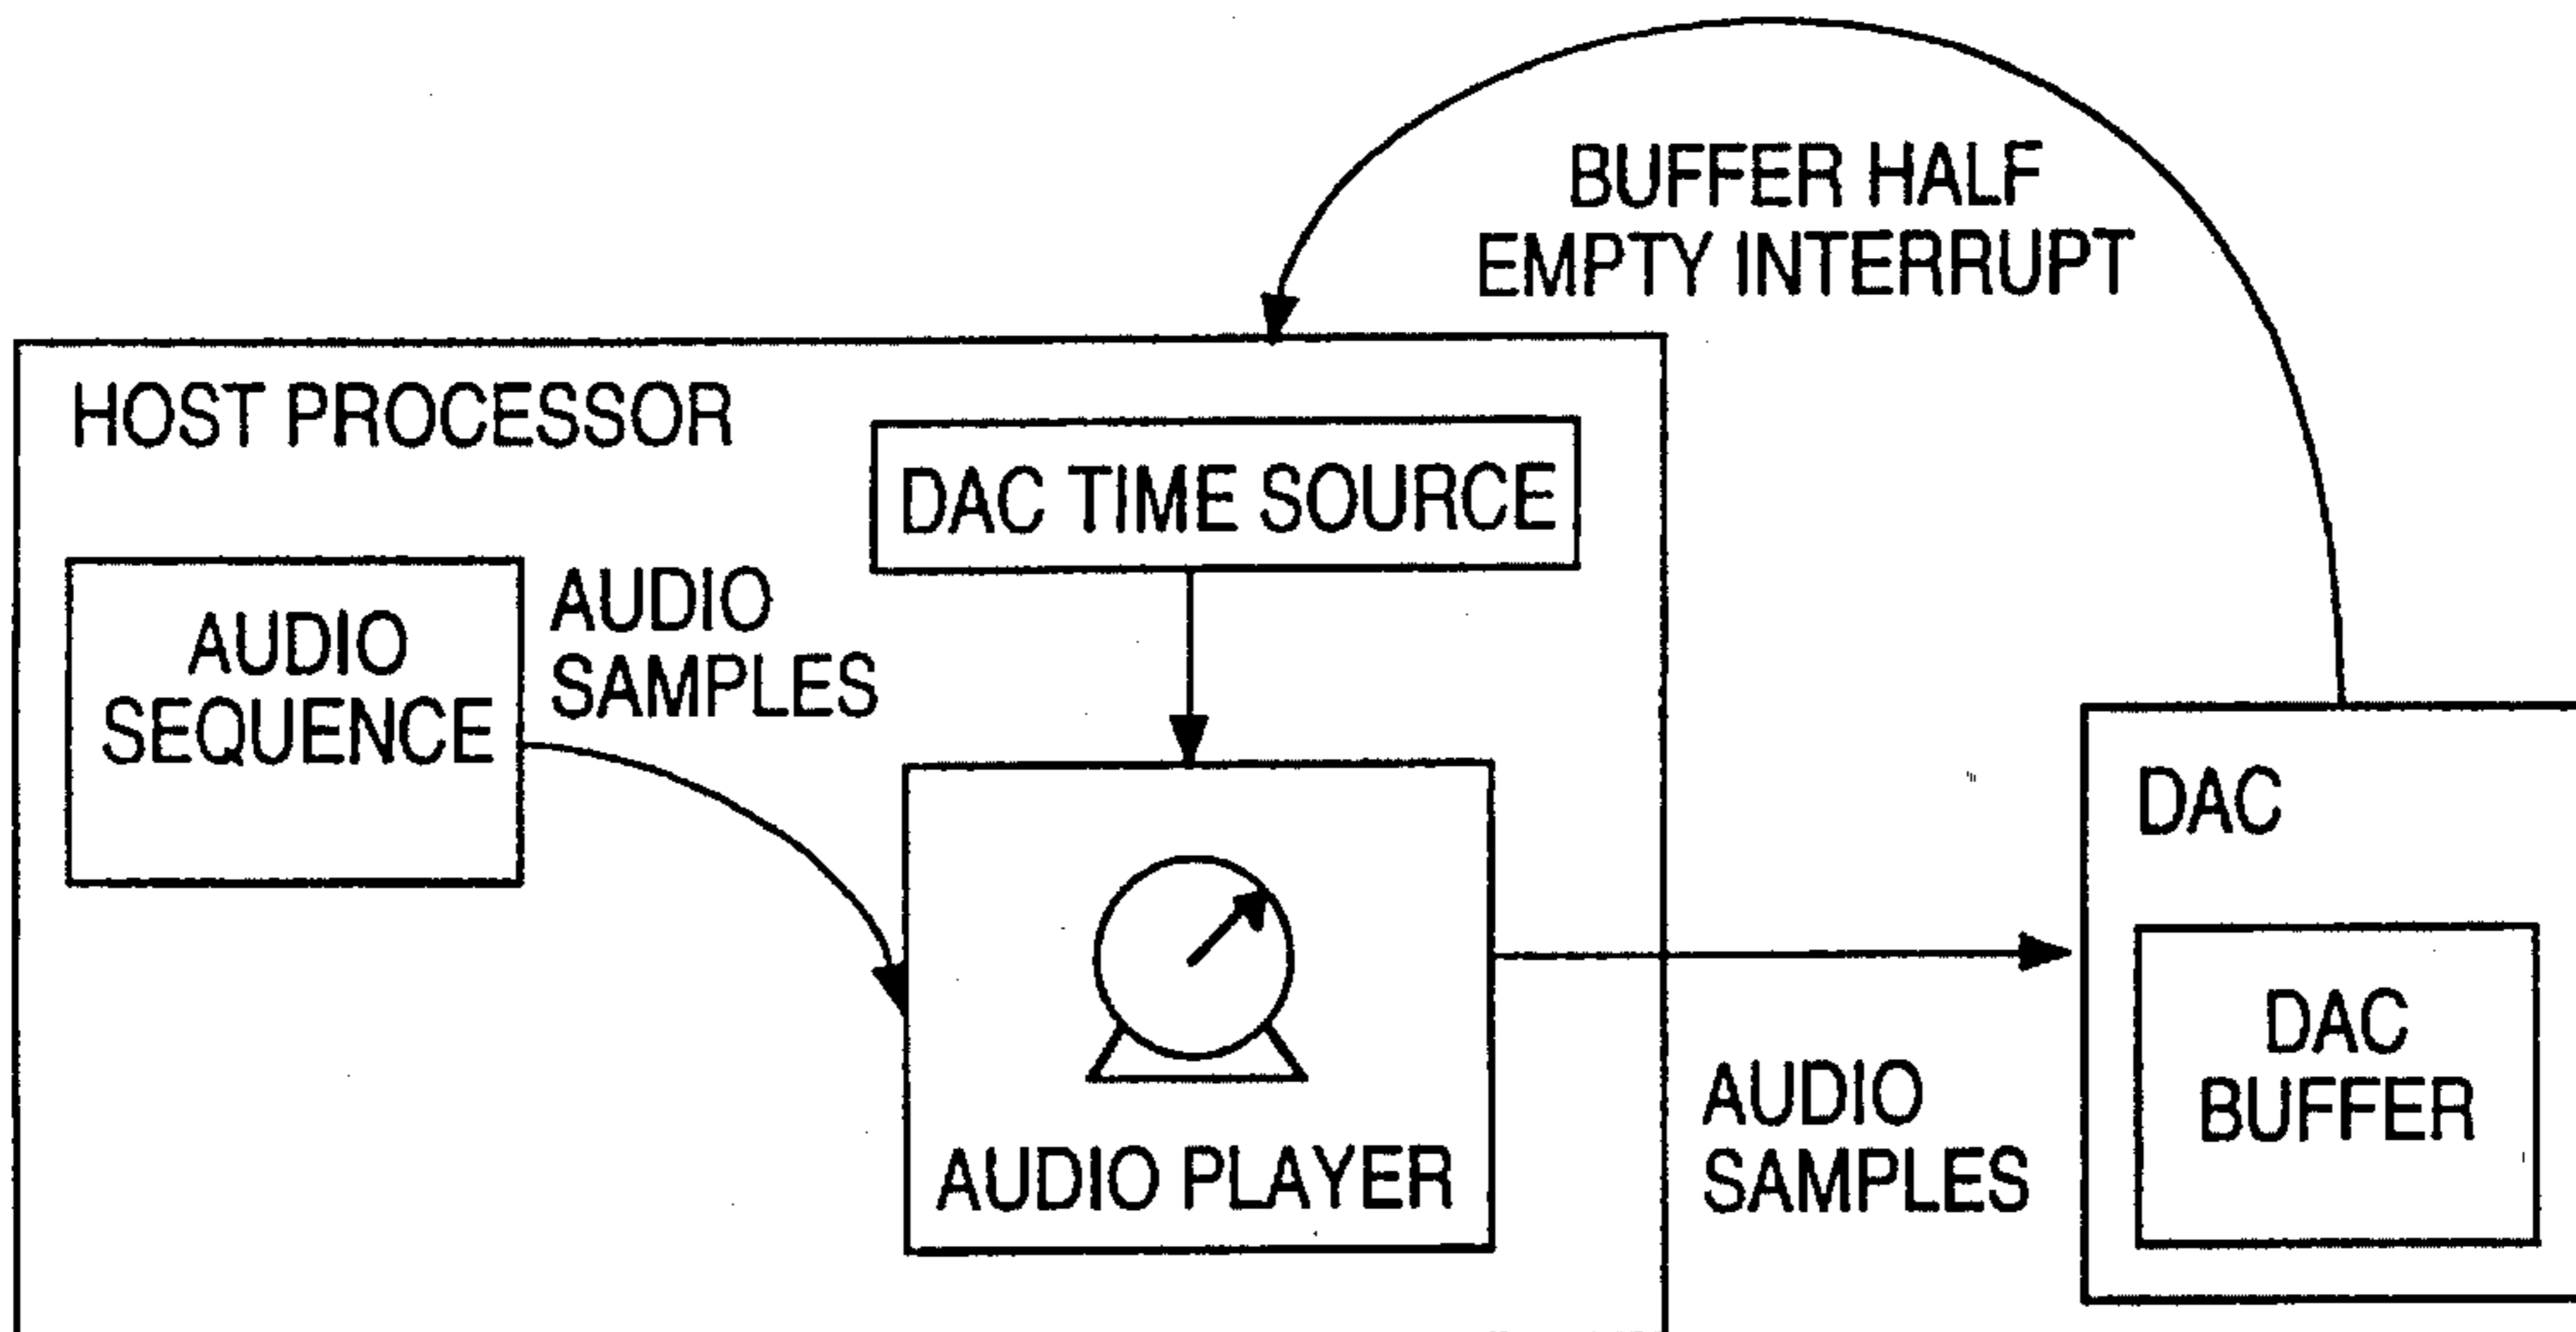 BUFFER HALF
EMPTY INTERRUPT
HOST PROCESSOR
DAC TIME SOURCE
AUDIO
SEQUENCE
AUDIO
SAMPLES
DAC
AUDIO PLAYER
AUDIO
SAMPLES
DAC
BUFFER